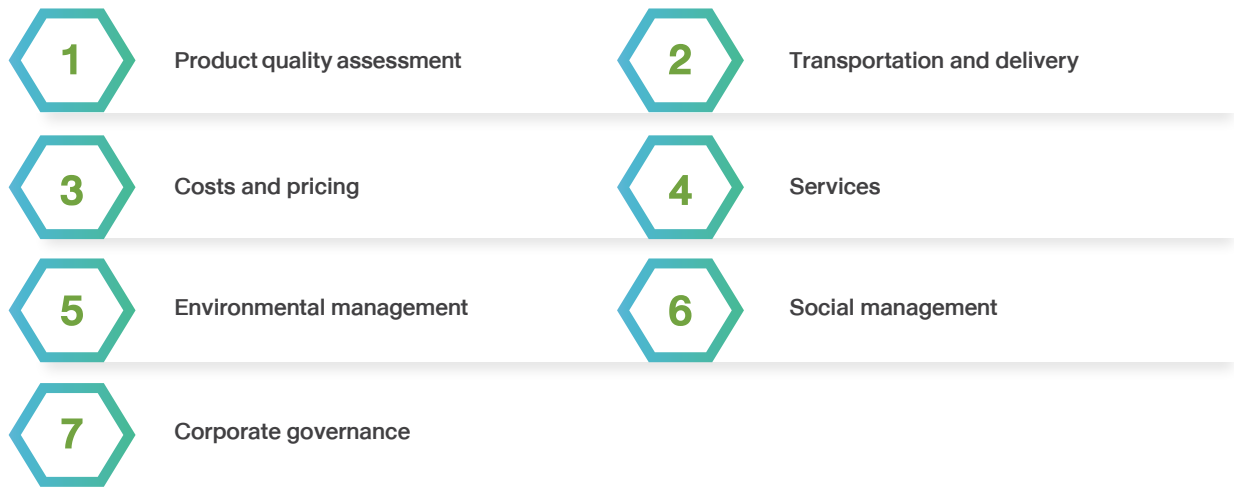 1
Product quality assessment
2
Transportation and delivery
3
Costs and pricing
4
Services
5
Environmental management
6
Social management
7
Corporate governance